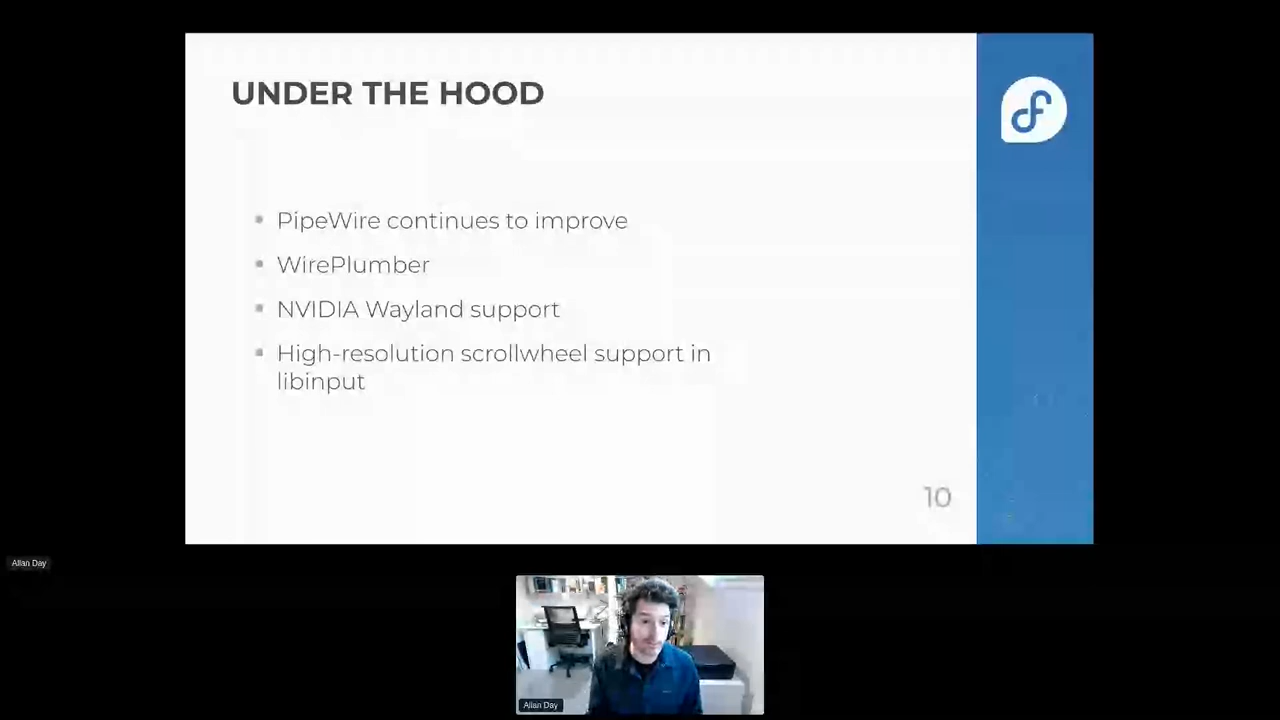 UNDER THE HOOD
PipeWire continues to improve
WirePlumber
NVIDIA Wayland support
High-resolution scrollwheel support in
libinput
10
Allan Day
Allan Day